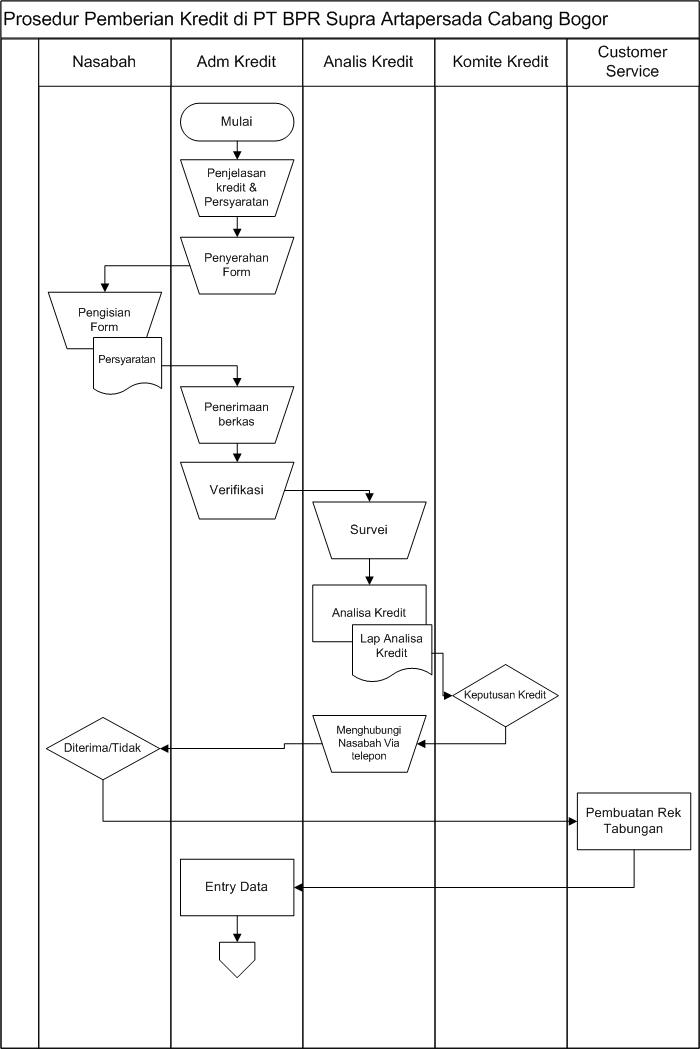 Prosedur Pemberian Kredit di PT BPR Supra Artapersada Cabang Bogor
Nasabah
Adm Kredit
Analis Kredit
Komite Kredit
Customer
Service
Mulai
Penjelasan
kredit &
Persyaratan
Penyerahan
Form
Pengisian
Form
Persyaratan
Penerimaan
berkas
Verifikasi
Survei
Analisa Kredit
Lap Analisa
Kredit
Keputusan Kredit
Menghubungi
Nasabah Via
telepon
Diterima/Tidak
Pembuatan Rek
Tabungan
Entry Data